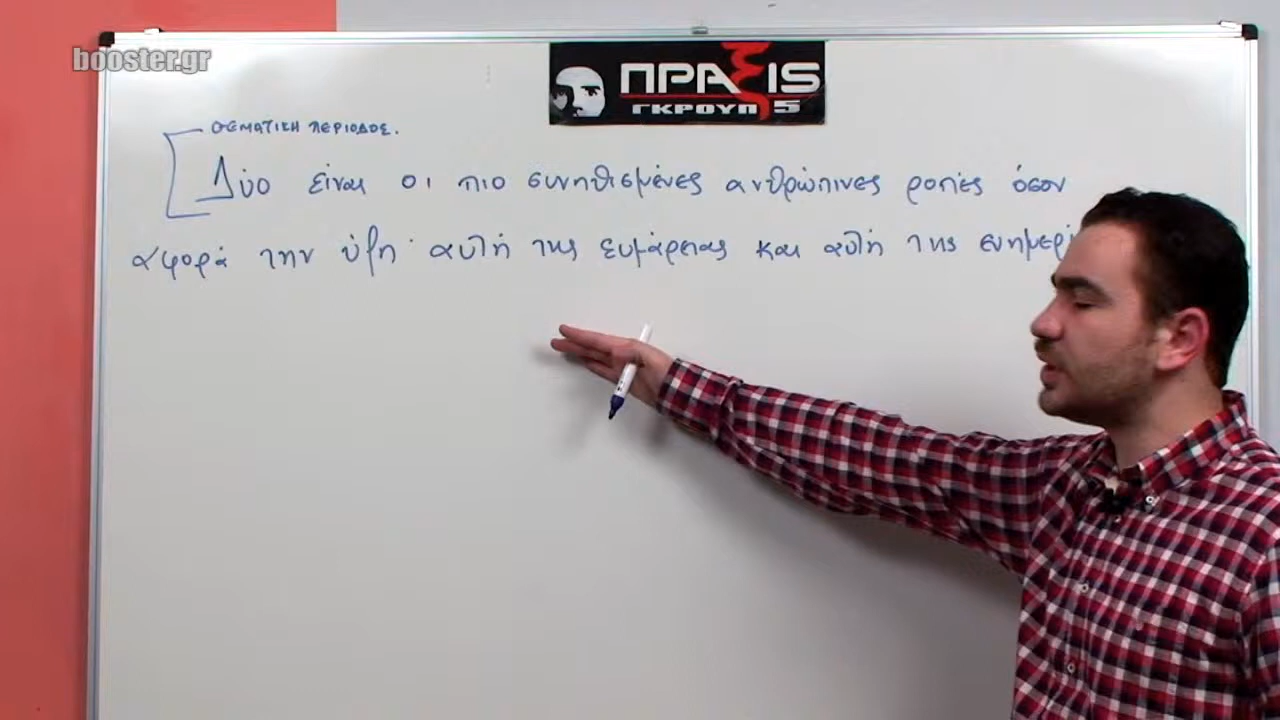 booster.gr
ΠΡΑΞΙS
ΓΚΡΟΥΠ 5
ΘΕΜΑΤΙΚΗ ΠΕΡΙΟΔΟΣ.
Δύο είναι οι πιο συνηθισμένες ανθρώπινες ροπές όσον
αφορά την ύβρη· αυτή της ευμάρειας και αυτή της